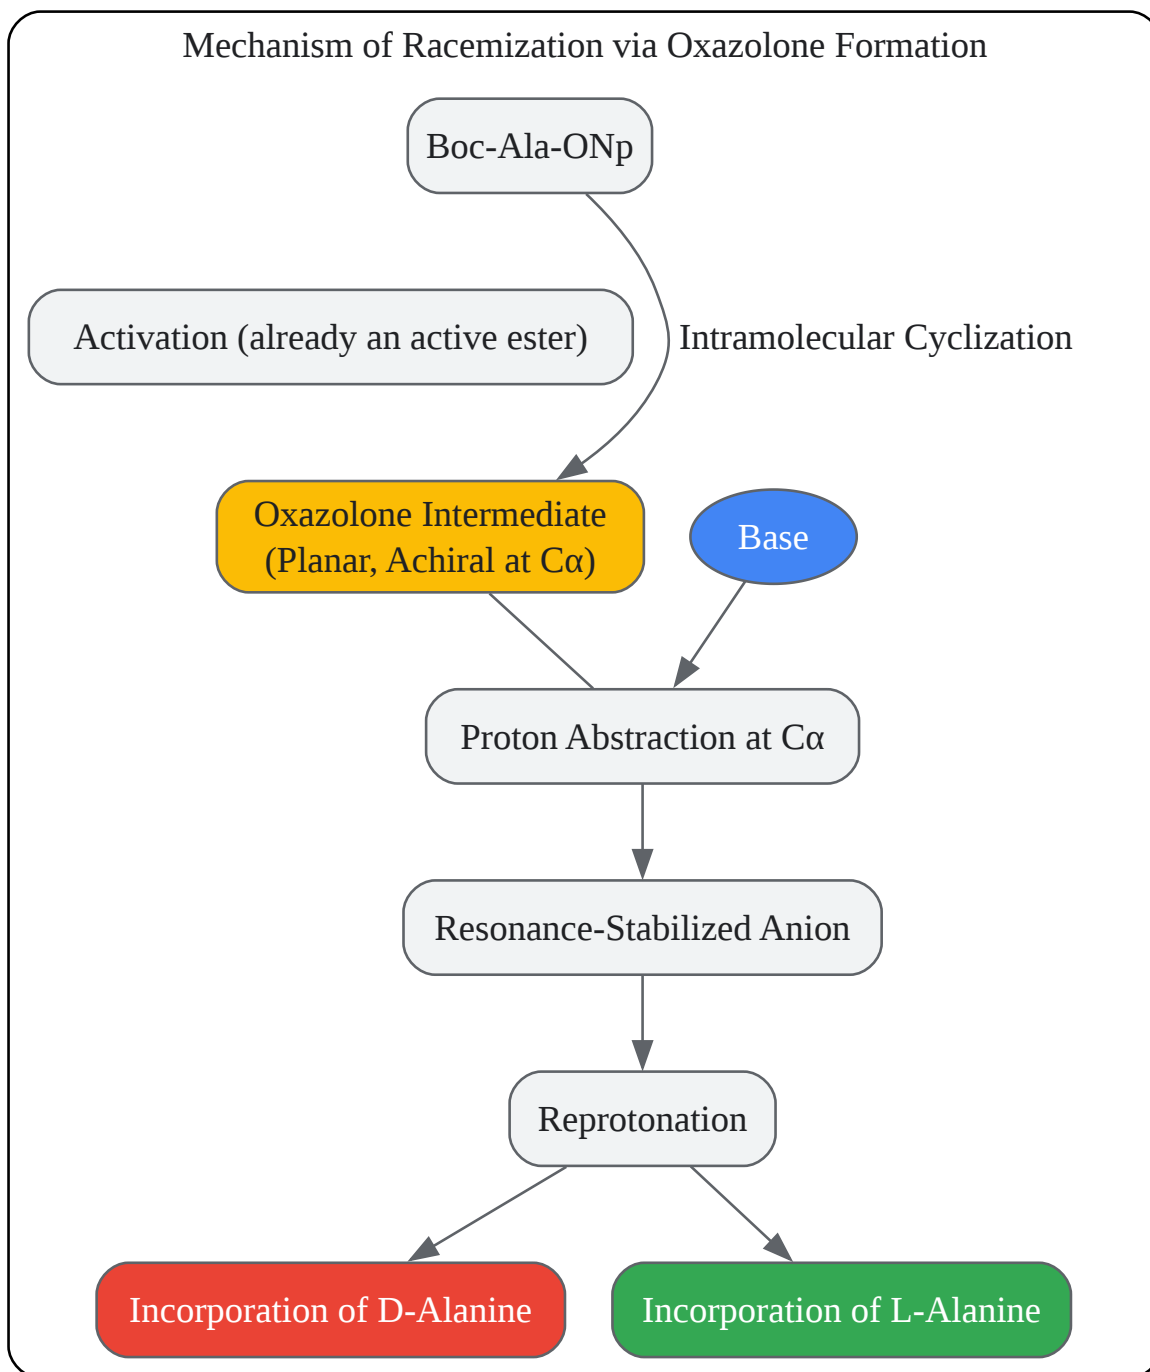 Mechanism of Racemization via Oxazolone Formation
Boc-Ala-ONp
Activation (already an active ester)
Intramolecular Cyclization
Oxazolone Intermediate
(Planar, Achiral at Cα)
Base
Proton Abstraction at Cα
Resonance-Stabilized Anion
Reprotonation
Incorporation of D-Alanine
Incorporation of L-Alanine